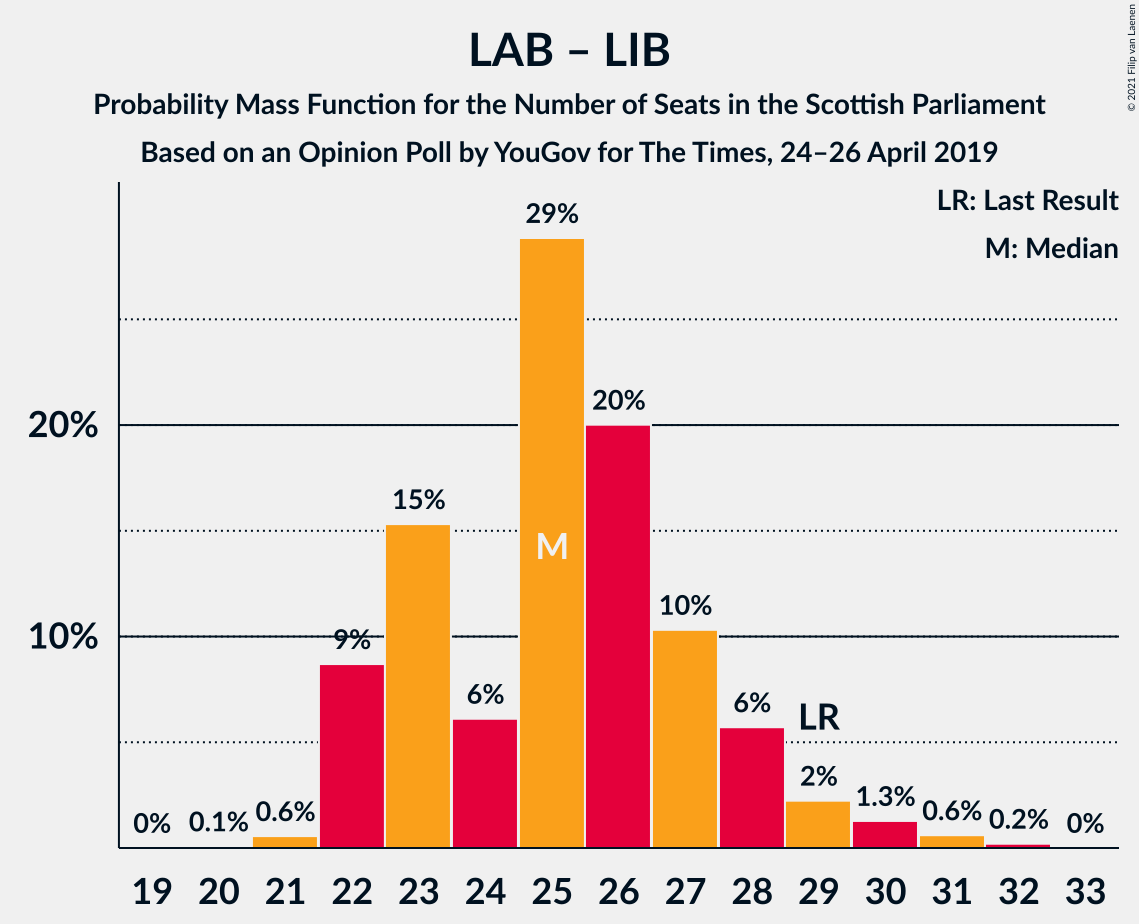 LAB – LIB
Probability Mass Function for the Number of Seats in the Scottish Parliament
Based on an Opinion Poll by YouGov for The Times, 24–26 April 2019
© 2021 Filip van Laenen
LR: Last Result
M: Median
29%
20%
20%
15%
M
10%
10%
9%
6%
6%
LR
2%
1.3%
0.6%
0.6%
0.2%
0.1%
0%
0%
19 20 21 22 23 24 25 26 27 28 29 30 31 32 33